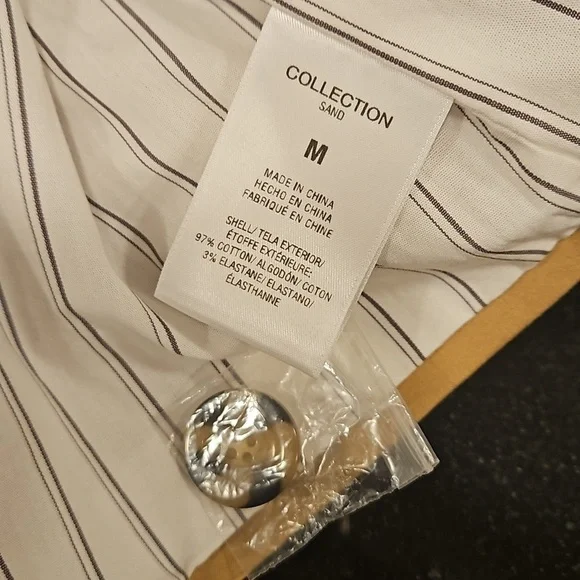 COLLECTION
SAND
M
MADE IN CHINA
HECHO EN CHINA
FABRIQUÉ EN CHINE
SHELL/ TELA EXTERIOR/
ÉTOFFE EXTÉRIEURE:
97% COTTON/ ALGODÓN/ COTON
3% ELASTANE/ ELASTANO/
ÉLASTHANNE